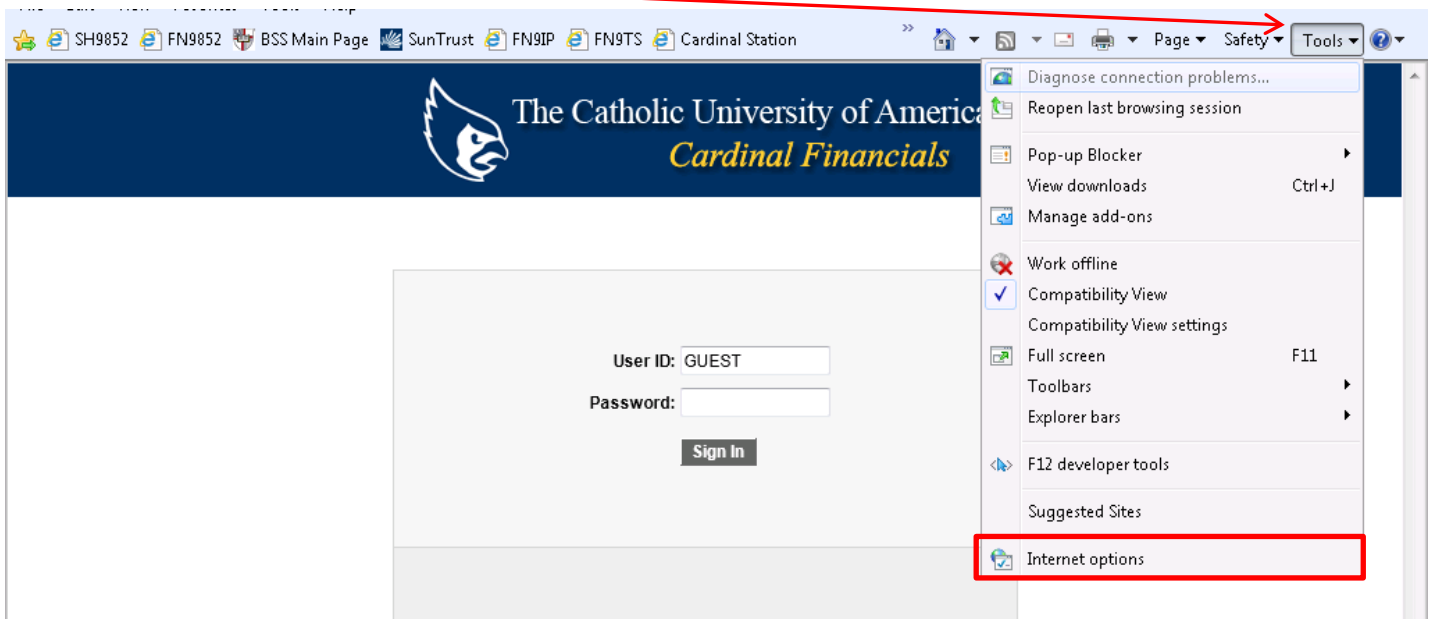 SH9852 FN9852 BSS Main Page SunTrust FN9IP FN9TS Cardinal Station » Page Safety Tools
The Catholic University of America
Cardinal Financials
User ID: GUEST
Password:
Sign In
Diagnose connection problems...
Reopen last browsing session
Pop-up Blocker
View downloads Ctrl+J
Manage add-ons
Work offline
Compatibility View
Compatibility View settings
Full screen F11
Toolbars
Explorer bars
F12 developer tools
Suggested Sites
Internet options